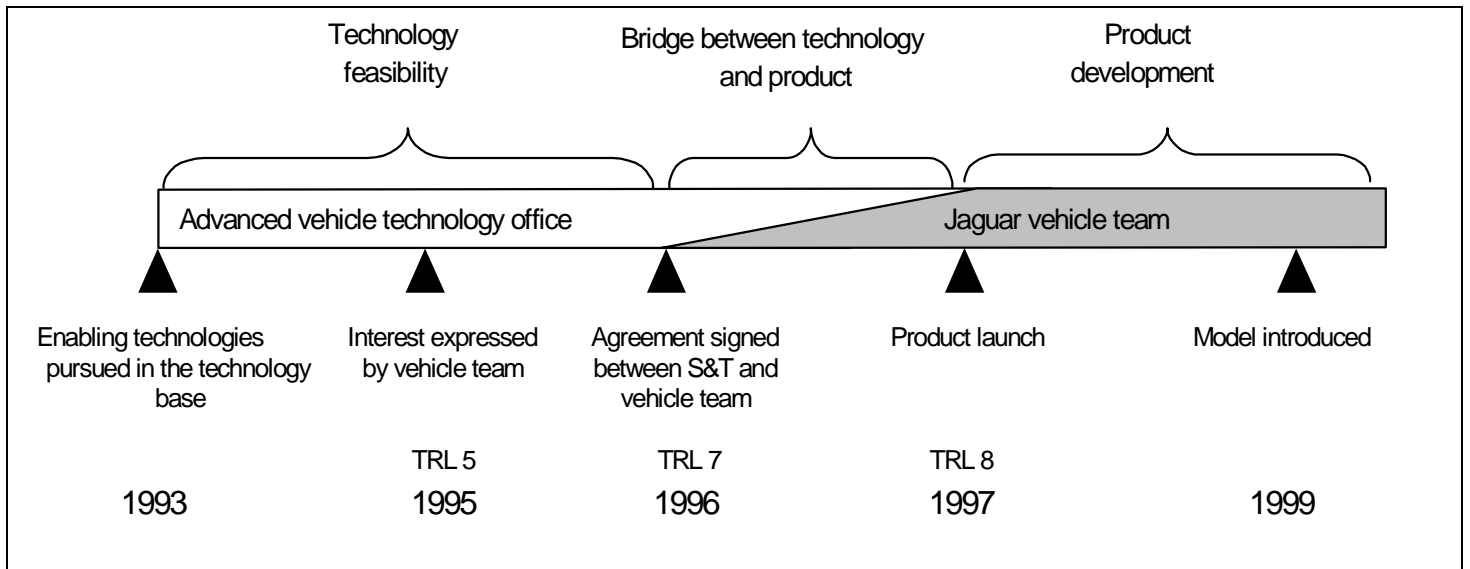 Technology
feasibility
Bridge between technology
and product
Product
development
Advanced vehicle technology office
Jaguar vehicle team
Enabling technologies
pursued in the technology
base
Interest expressed
by vehicle team
Agreement signed
between S&T and
vehicle team
Product launch
Model introduced
TRL 5
TRL 7
TRL 8
1993
1995
1996
1997
1999